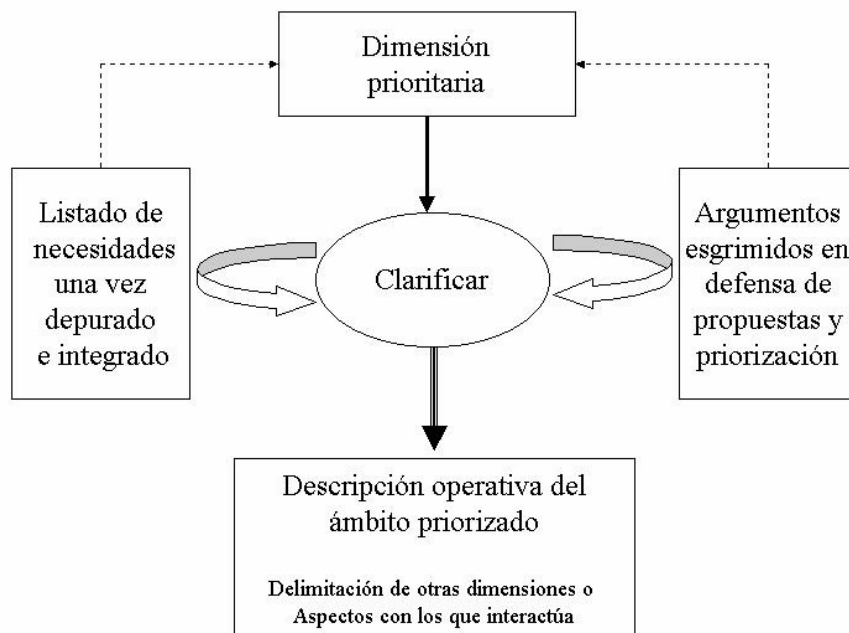 Dimensión
prioritaria
Listado de
necesidades
una vez
depurado
e integrado
Clarificar
Argumentos
esgrimidos en
defensa de
propuestas y
priorización
Descripción operativa del
ámbito priorizado
Delimitación de otras dimensiones o
Aspectos con los que interactúa